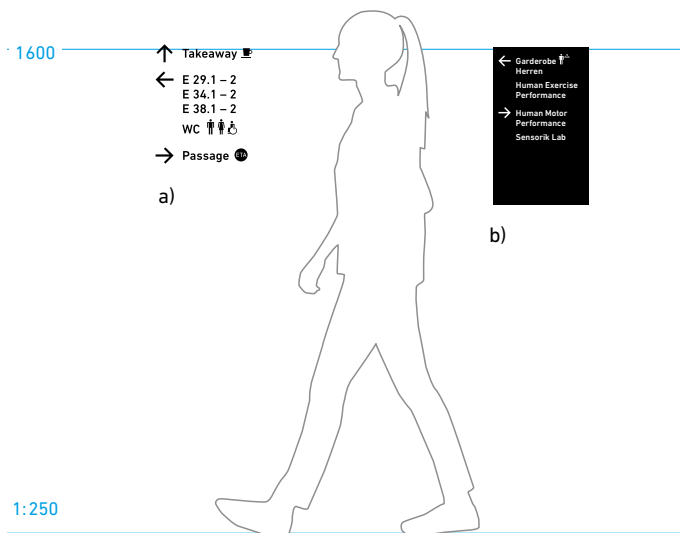 1600
Takeaway
E 29.1 – 2
E 34.1 – 2
E 38.1 – 2
WC
Passage ETA
a)
Garderobe
Herren
Human Exercise
Performance
Human Motor
Performance
Sensorik Lab
b)
1:250